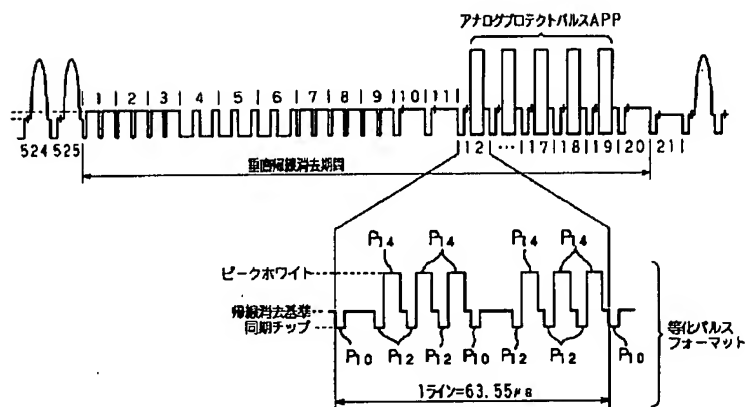 アナログプロテクトパルスAPP
1 2 3 4 5 6 7 8 9 10 11
524 525 12 ... 17 18 19 20 21
垂直帰線消去期間
P14 P14 P14 P14
ピークホワイト
帰線消去基準
同期チップ
等化パルス
フォーマット
P10 P12 P12 P10 P12 P12 P10
1ライン=63.55μs